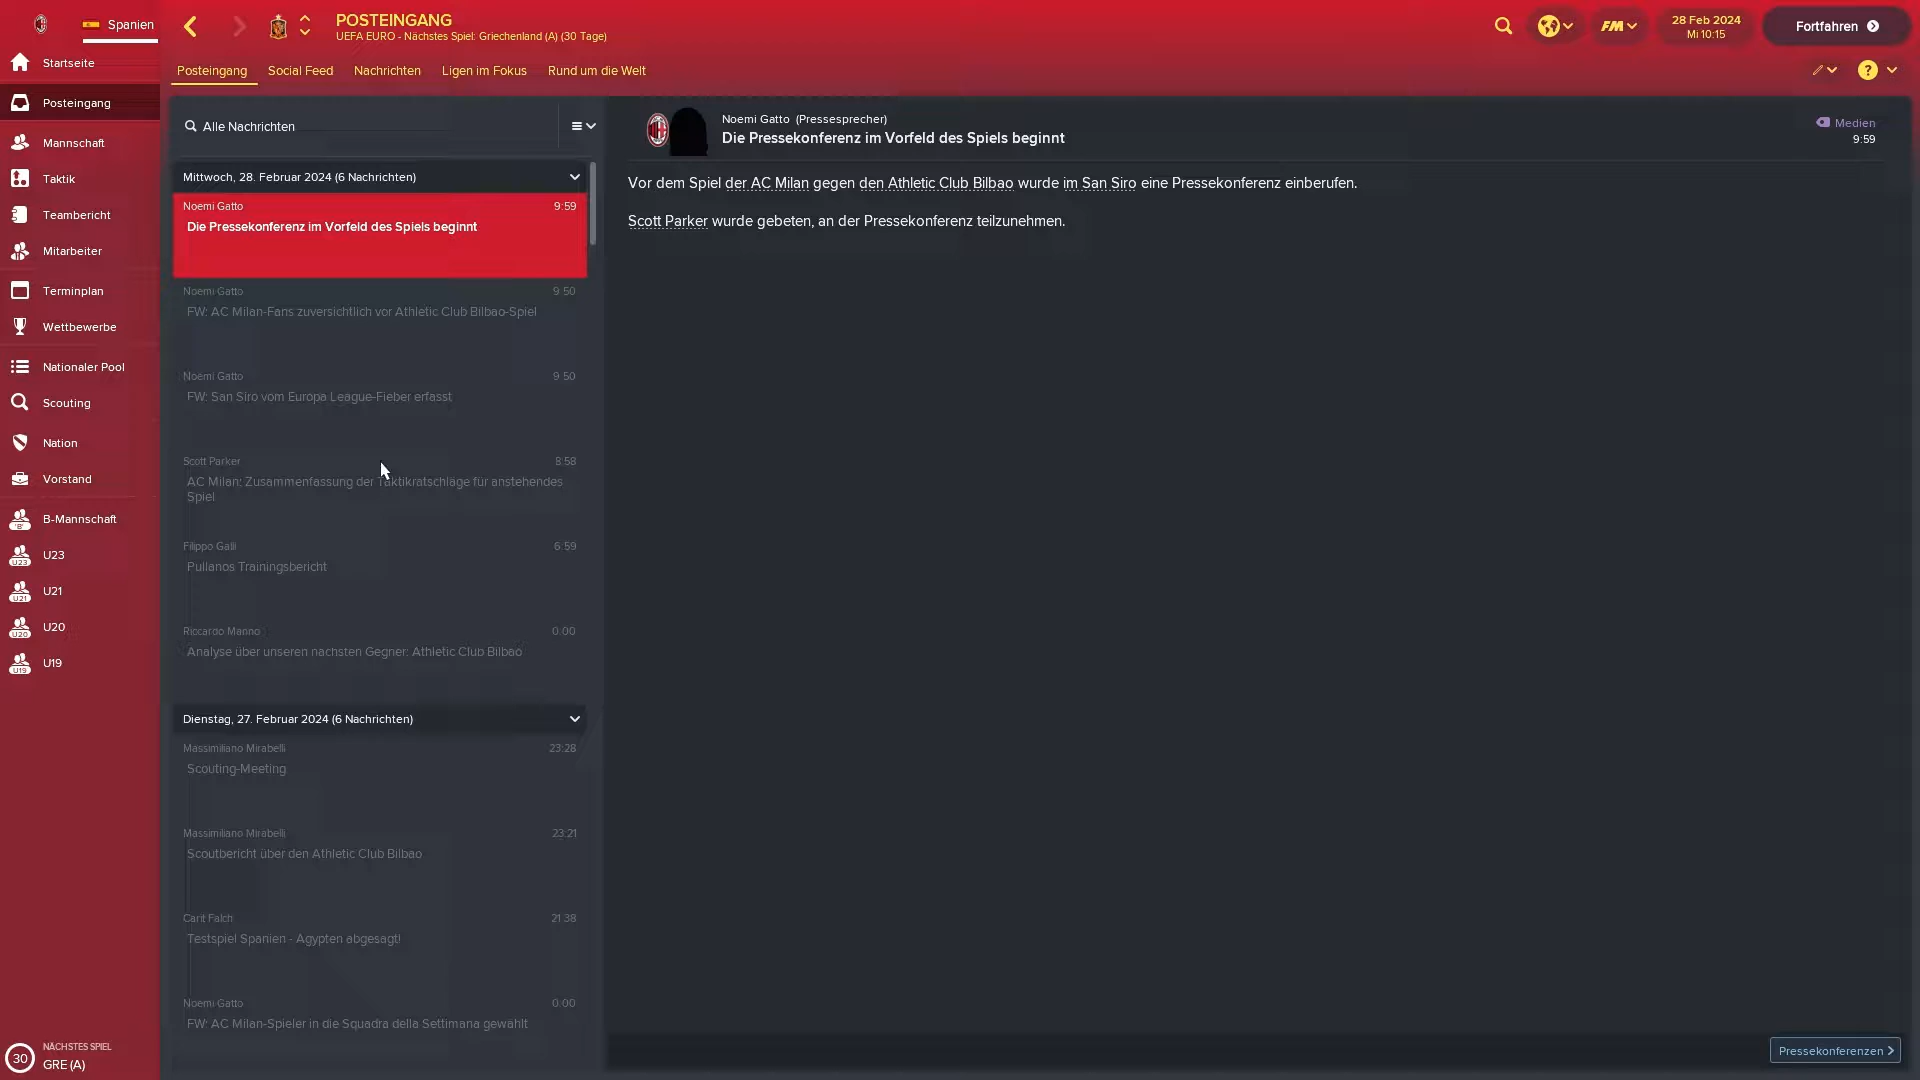 Spanien
POSTEINGANG
UEFA EURO - Nächstes Spiel: Griechenland (A) (30 Tage)
FM
28 Feb 2024
Mi 10:15
Fortfahren
Startseite
Posteingang
Mannschaft
Taktik
Teambericht
Mitarbeiter
Terminplan
Wettbewerbe
Nationaler Pool
Scouting
Nation
Vorstand
'B'
B-Mannschaft
U23
U23
U21
U21
U20
U20
U19
U19
30
NÄCHSTES SPIEL
GRE (A)
Posteingang
Social Feed
Nachrichten
Ligen im Fokus
Rund um die Welt
?
Alle Nachrichten
Mittwoch, 28. Februar 2024 (6 Nachrichten)
Noemi Gatto 9:59
Die Pressekonferenz im Vorfeld des Spiels beginnt
Noemi Gatto 9:50
FW: AC Milan-Fans zuversichtlich vor Athletic Club Bilbao-Spiel
Noemi Gatto 9:50
FW: San Siro vom Europa League-Fieber erfasst
Scott Parker 8:58
AC Milan: Zusammenfassung der Taktikratschläge für anstehendes
Spiel
Filippo Galli 6:59
Pullanos Trainingsbericht
Riccardo Manno 0:00
Analyse über unseren nächsten Gegner: Athletic Club Bilbao
Dienstag, 27. Februar 2024 (6 Nachrichten)
Massimiliano Mirabelli 23:28
Scouting-Meeting
Massimiliano Mirabelli 23:21
Scoutbericht über den Athletic Club Bilbao
Carit Falch 21:38
Testspiel Spanien - Ägypten abgesagt!
Noemi Gatto 0:00
FW: AC Milan-Spieler in die Squadra della Settimana gewählt
Noemi Gatto (Pressesprecher)
Die Pressekonferenz im Vorfeld des Spiels beginnt
Medien
9:59
Vor dem Spiel der AC Milan gegen den Athletic Club Bilbao wurde im San Siro eine Pressekonferenz einberufen.
Scott Parker wurde gebeten, an der Pressekonferenz teilzunehmen.
Pressekonferenzen